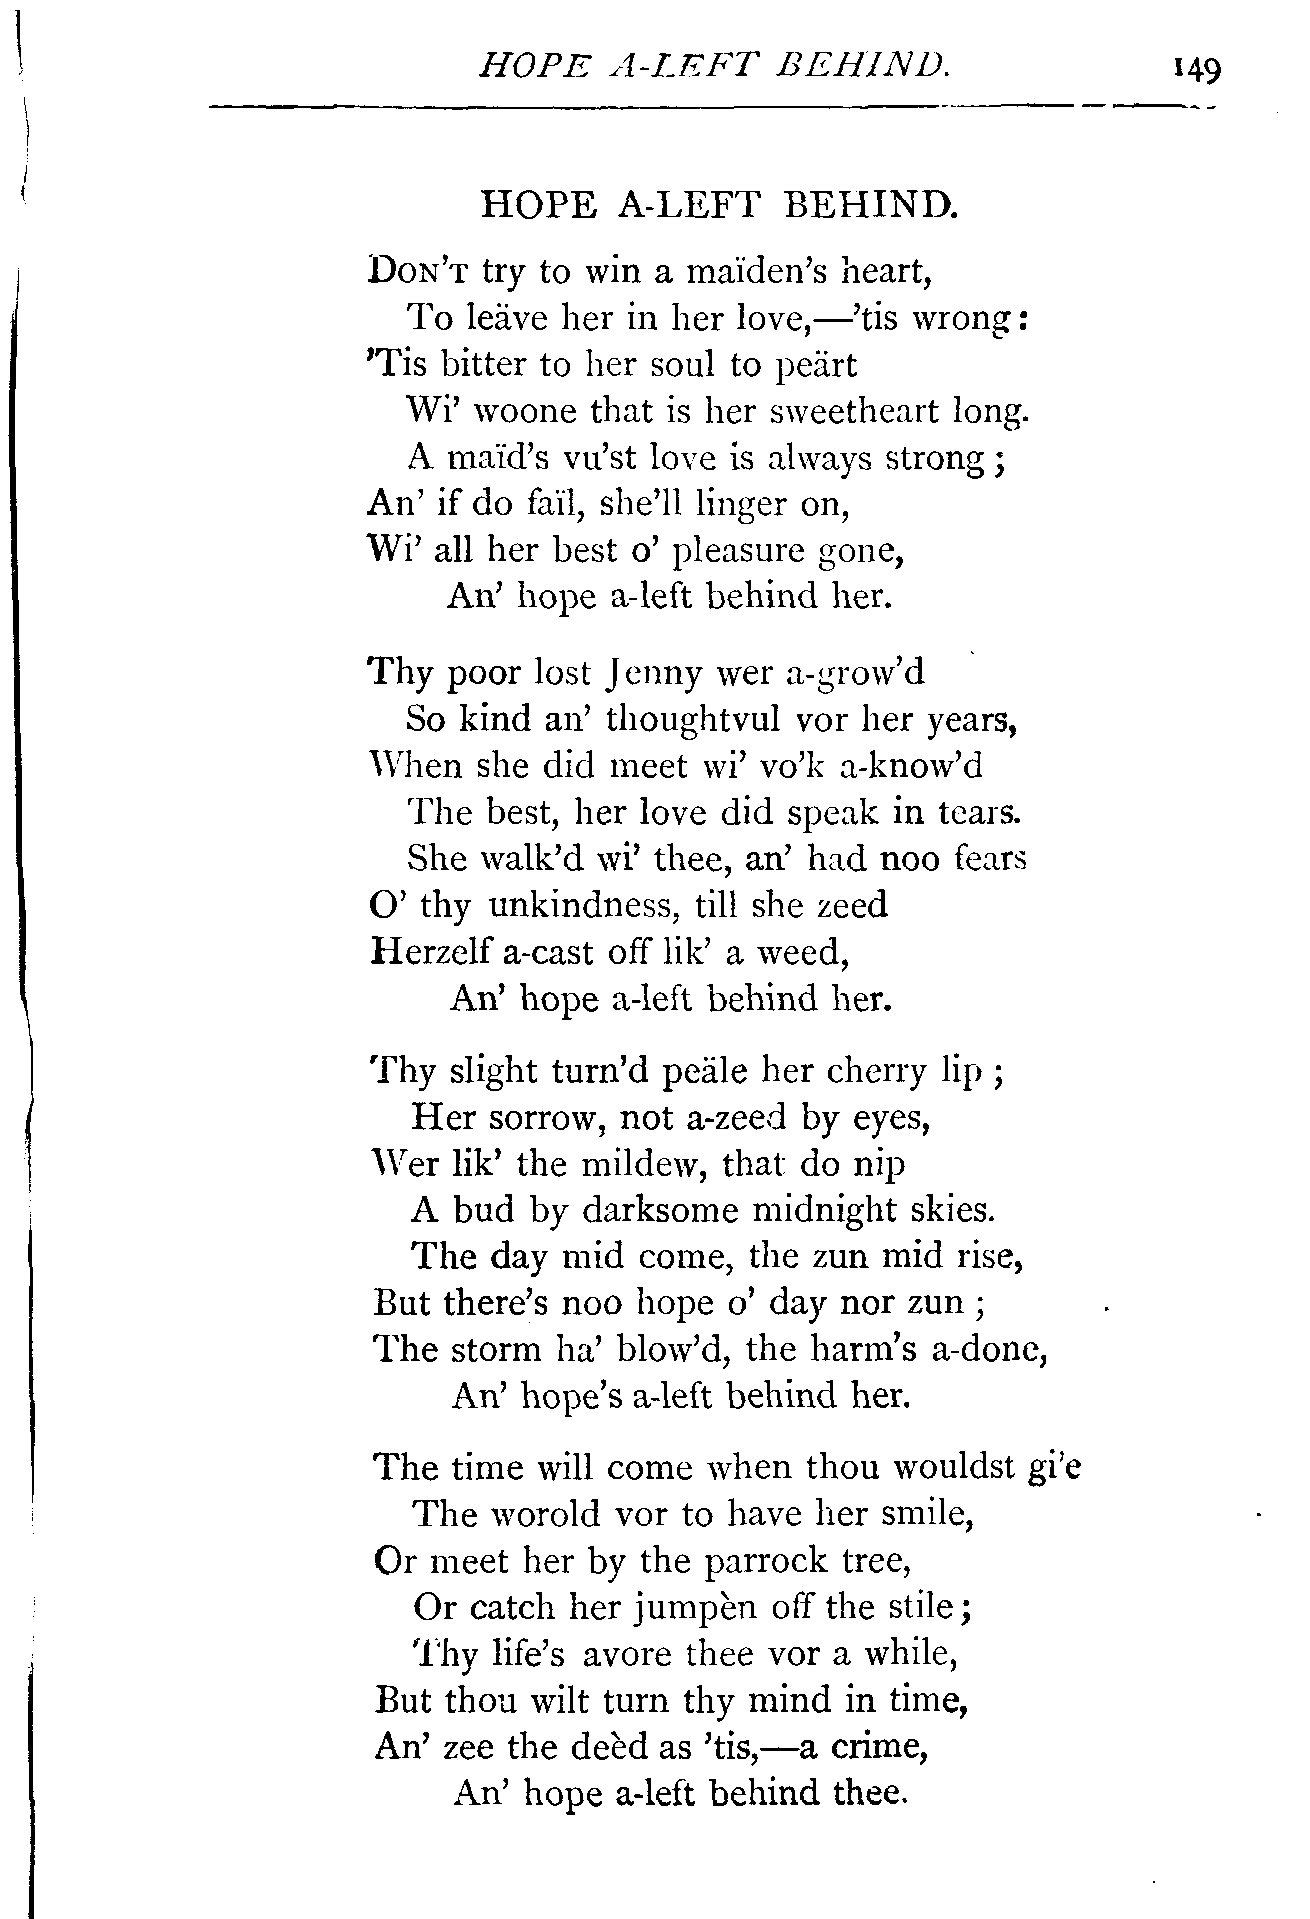 HOPE A-LEFT BEHIND. 149
HOPE A-LEFT BEHIND.
DON'T try to win a maïden's heart,
To leäve her in her love,—'tis wrong:
'Tis bitter to her soul to peärt
Wi' woone that is her sweetheart long.
A maïd's vu'st love is always strong;
An' if do faïl, she'll linger on,
Wi' all her best o' pleasure gone,
An' hope a-left behind her.
Thy poor lost Jenny wer a-grow'd
So kind an' thoughtvul vor her years,
When she did meet wi' vo'k a-know'd
The best, her love did speak in tears.
She walk'd wi' thee, an' had noo fears
O' thy unkindness, till she zeed
Herzelf a-cast off lik' a weed,
An' hope a-left behind her.
Thy slight turn'd peäle her cherry lip;
Her sorrow, not a-zeed by eyes,
Wer lik' the mildew, that do nip
A bud by darksome midnight skies.
The day mid come, the zun mid rise,
But there's noo hope o' day nor zun;
The storm ha' blow'd, the harm's a-done,
An' hope's a-left behind her.
The time will come when thou wouldst gi'e
The worold vor to have her smile,
Or meet her by the parrock tree,
Or catch her jumpèn off the stile;
Thy life's avore thee vor a while,
But thou wilt turn thy mind in time,
An' zee the deèd as 'tis,—a crime,
An' hope a-left behind thee.